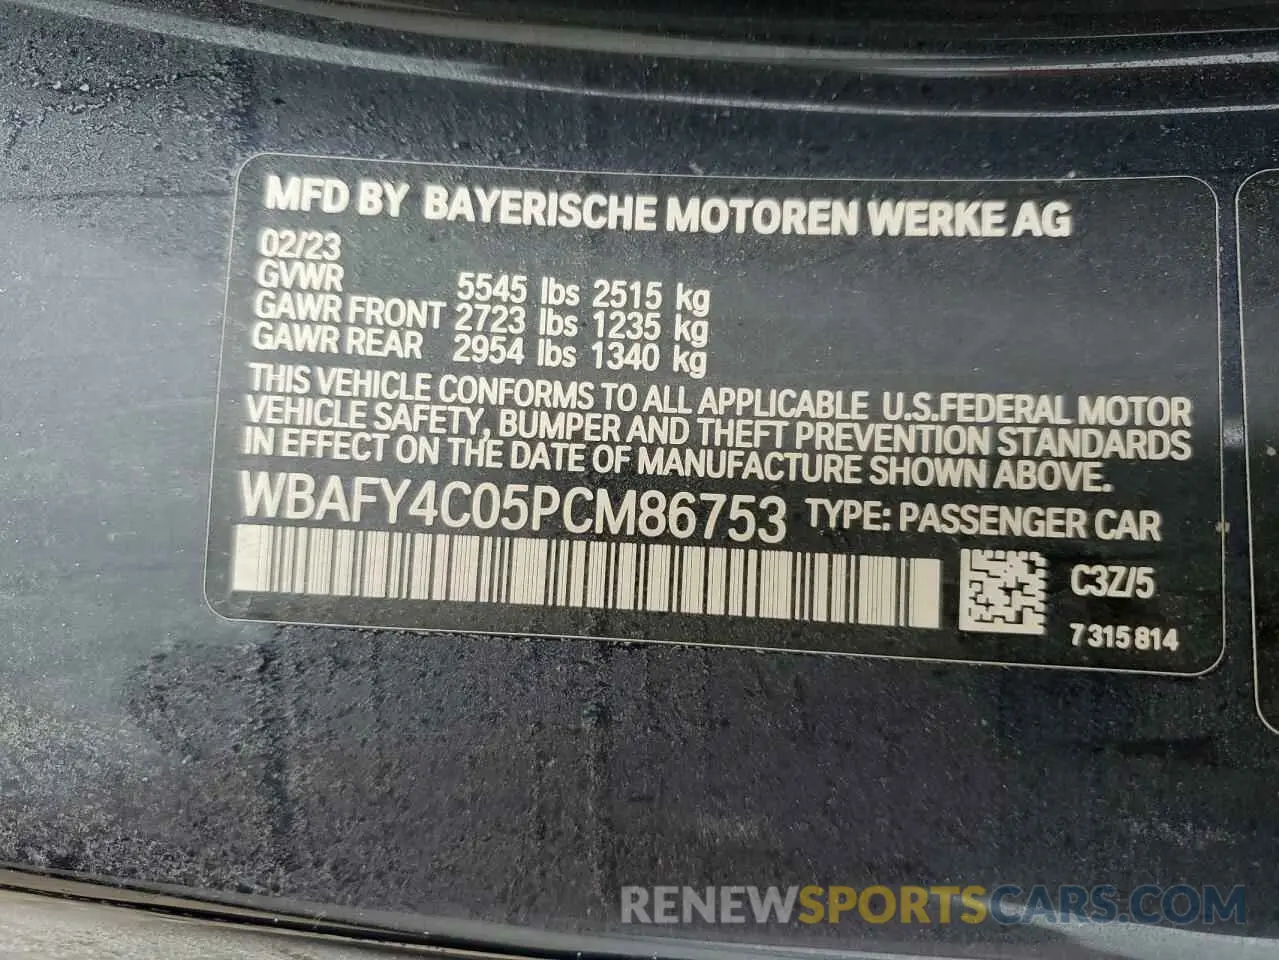 MFD BY BAYERISCHE MOTOREN WERKE AG
02/23
GVWR 5545 lbs 2515 kg
GAWR FRONT 2723 lbs 1235 kg
GAWR REAR 2954 lbs 1340 kg
THIS VEHICLE CONFORMS TO ALL APPLICABLE U.S.FEDERAL MOTOR
VEHICLE SAFETY, BUMPER AND THEFT PREVENTION STANDARDS
IN EFFECT ON THE DATE OF MANUFACTURE SHOWN ABOVE.
WBAFY4C05PCM86753 TYPE: PASSENGER CAR
C3Z/5
7 315 814
RENEWSPORTSCARS.COM